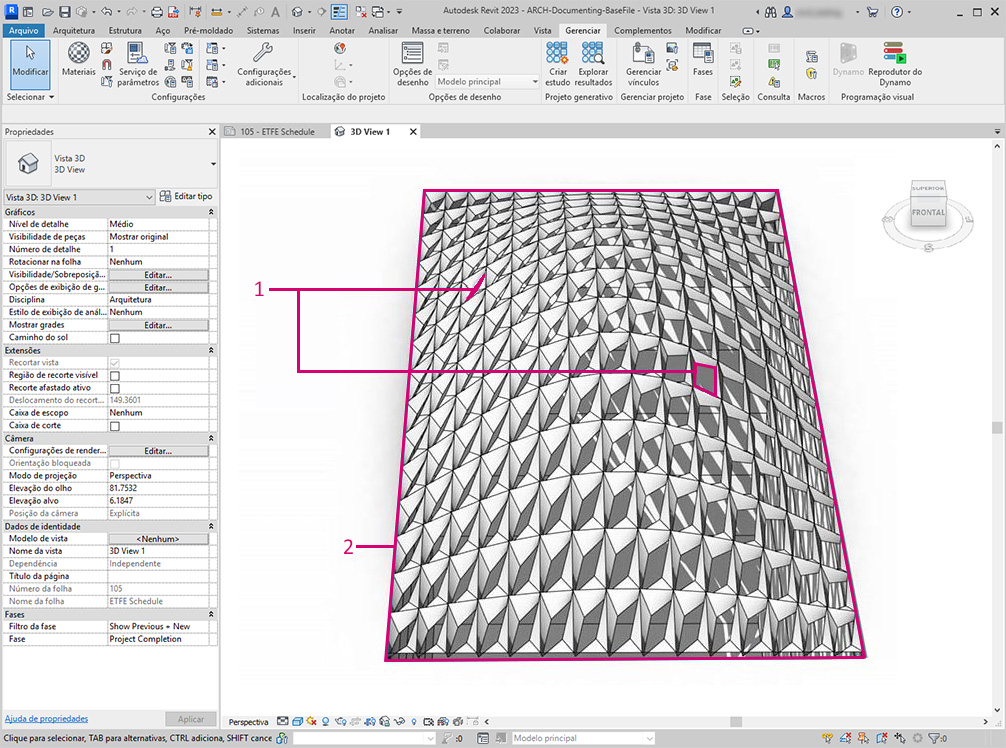 Autodesk Revit 2023 - ARCH-Documenting-BaseFile - Vista 3D: 3D View 1
Arquivo Arquitetura Estrutura Aço Pré-moldado Sistemas Inserir Anotar Analisar Massa e terreno Colaborar Vista Gerenciar Complementos Modificar
Modificar
Materiais
Serviço de parâmetros
Configurações adicionais
Opções de desenho
Modelo principal
Criar estudo
Explorar resultados
Gerenciar vínculos
Fases
Dynamo
Reprodutor do Dynamo
Selecionar
Configurações
Localização do projeto
Opções de desenho
Projeto generativo
Gerenciar projeto
Fase
Seleção
Consulta
Macros
Programação visual
Propriedades
105 - ETFE Schedule
3D View 1
Vista 3D
3D View
Vista 3D: 3D View 1
Editar tipo
Gráficos
Nível de detalhe Médio
Visibilidade de peças Mostrar original
Número de detalhe 1
Rotacionar na folha Nenhum
Visibilidade/Sobreposiçã... Editar...
Opções de exibição de g... Editar...
Disciplina Arquitetura
Estilo de exibição de anál... Nenhum
Mostrar grades Editar...
Caminho do sol
Extensões
Recortar vista
Região de recorte visível
Recorte afastado ativo
Deslocamento do recort... 149.3601
Caixa de escopo Nenhum
Caixa de corte
Câmera
Configurações de render... Editar...
Orientação bloqueada
Modo de projeção Perspectiva
Elevação do olho 81.7532
Elevação alvo 6.1847
Posição da câmera Explícita
Dados de identidade
Modelo de vista <Nenhum>
Nome da vista 3D View 1
Dependência Independente
Título da página
Número da folha 105
Nome da folha ETFE Schedule
Fases
Filtro da fase Show Previous + New
Fase Project Completion
SUPERIOR
FRONTAL
1
2
Ajuda de propriedades
Aplicar
Perspectiva
Clique para selecionar, TAB para alternativas, CTRL adiciona, SHIFT cance
:0
Modelo principal
:0